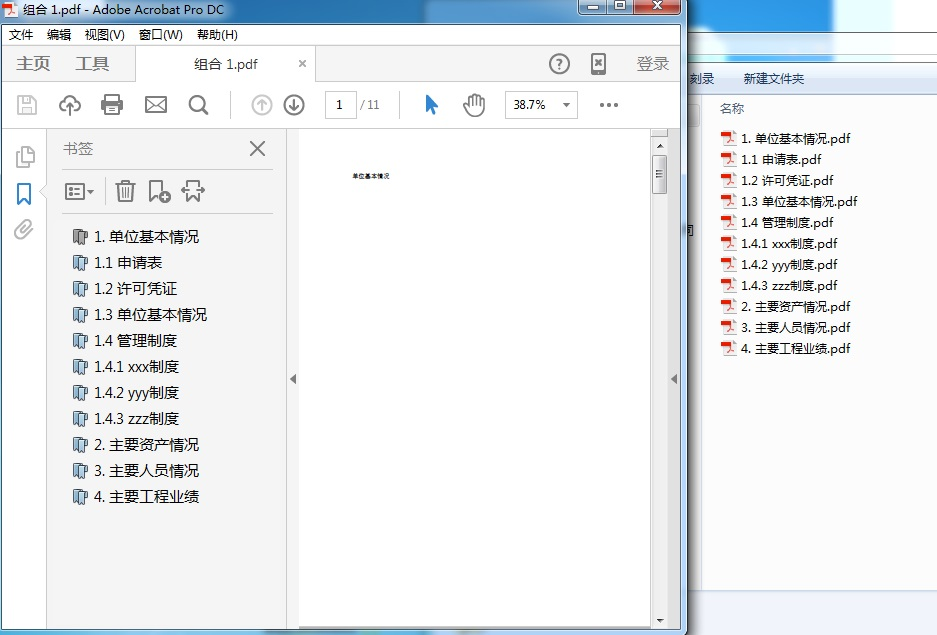 组合 1.pdf - Adobe Acrobat Pro DC
文件 编辑 视图(V) 窗口(W) 帮助(H)
主页 工具 组合 1.pdf × 登录
1 / 11 38.7%
书签
1. 单位基本情况
1.1 申请表
1.2 许可凭证
1.3 单位基本情况
1.4 管理制度
1.4.1 xxx制度
1.4.2 yyy制度
1.4.3 zzz制度
2. 主要资产情况
3. 主要人员情况
4. 主要工程业绩
单位基本情况
刻录 新建文件夹
名称
1. 单位基本情况.pdf
1.1 申请表.pdf
1.2 许可凭证.pdf
1.3 单位基本情况.pdf
1.4 管理制度.pdf
1.4.1 xxx制度.pdf
1.4.2 yyy制度.pdf
1.4.3 zzz制度.pdf
2. 主要资产情况.pdf
3. 主要人员情况.pdf
4. 主要工程业绩.pdf